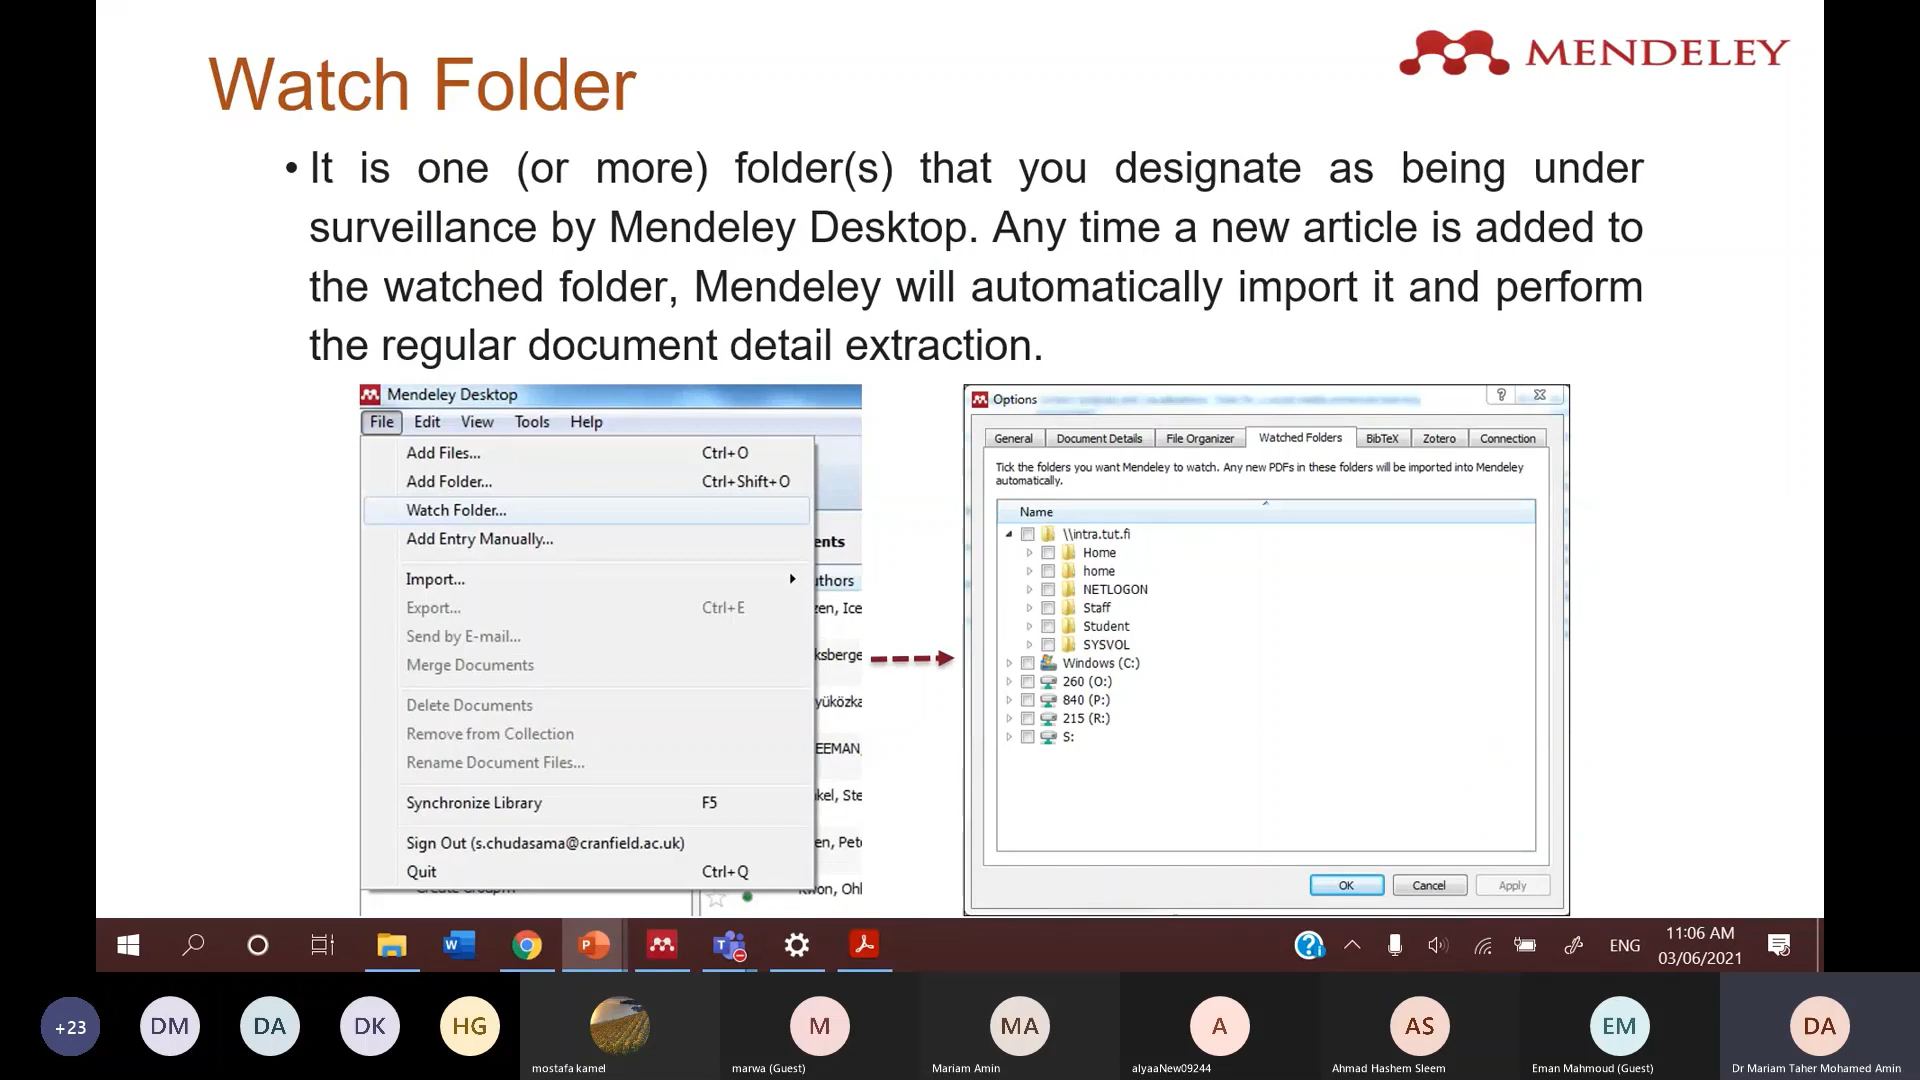 MENDELEY
Watch Folder
• It is one (or more) folder(s) that you designate as being under
surveillance by Mendeley Desktop. Any time a new article is added to
the watched folder, Mendeley will automatically import it and perform
the regular document detail extraction.
Mendeley Desktop
File Edit View Tools Help
Add Files... Ctrl+O
Add Folder... Ctrl+Shift+O
Watch Folder...
Add Entry Manually...
Import...
Export... Ctrl+E
Send by E-mail...
Merge Documents
Delete Documents
Remove from Collection
Rename Document Files...
Synchronize Library F5
Sign Out (s.chudasama@cranfield.ac.uk)
Quit Ctrl+Q
ents
uthors
zen, Ice
ksberge
yüközka
EEMAN,
kel, Ste
en, Pete
Kwon, Ohl
Options
General Document Details File Organizer Watched Folders BibTeX Zotero Connection
Tick the folders you want Mendeley to watch. Any new PDFs in these folders will be imported into Mendeley
automatically.
Name
\\intra.tut.fi
Home
home
NETLOGON
Staff
Student
SYSVOL
Windows (C:)
260 (O:)
840 (P:)
215 (R:)
S:
OK Cancel Apply
ENG
11:06 AM
03/06/2021
+23 DM DA DK HG M MA A AS EM DA
mostafa kamel marwa (Guest) Mariam Amin alyaaNew09244 Ahmad Hashem Sleem Eman Mahmoud (Guest) Dr Mariam Taher Mohamed Amin